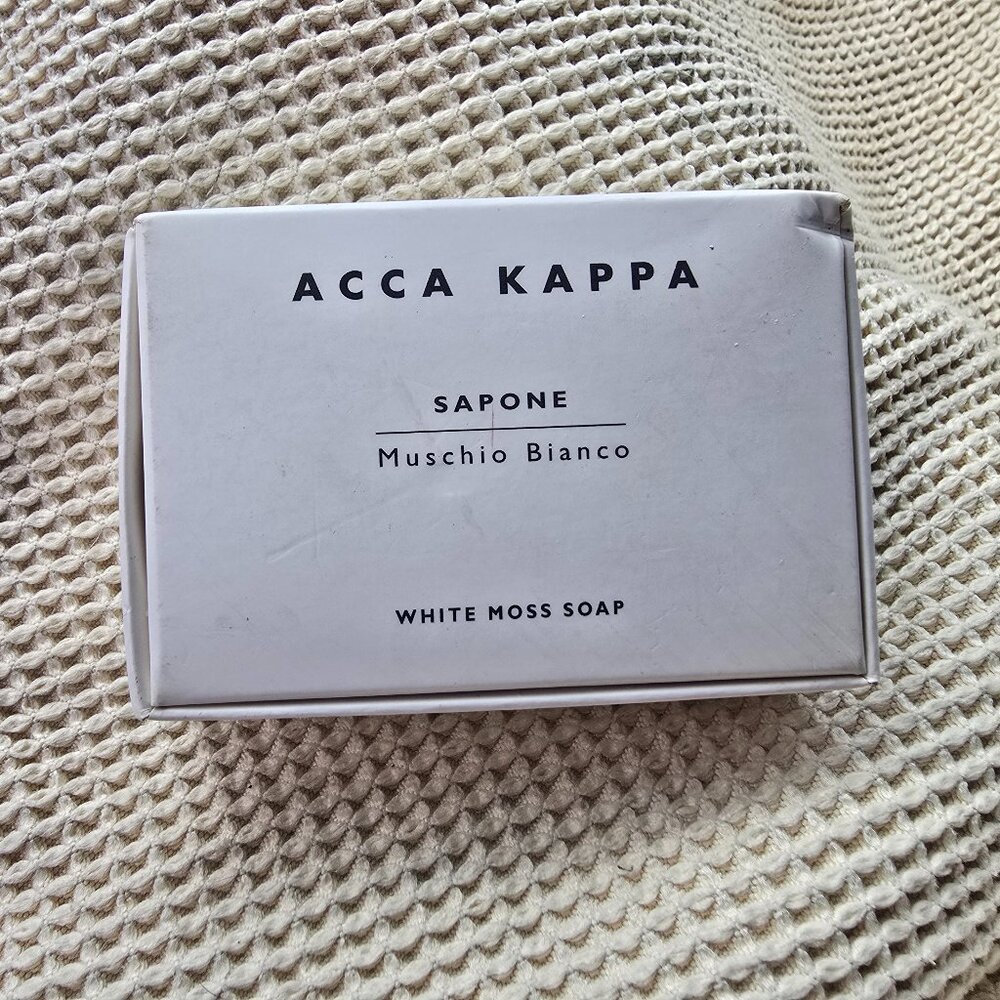 ACCA KAPPA
SAPONE
Muschio Bianco
WHITE MOSS SOAP